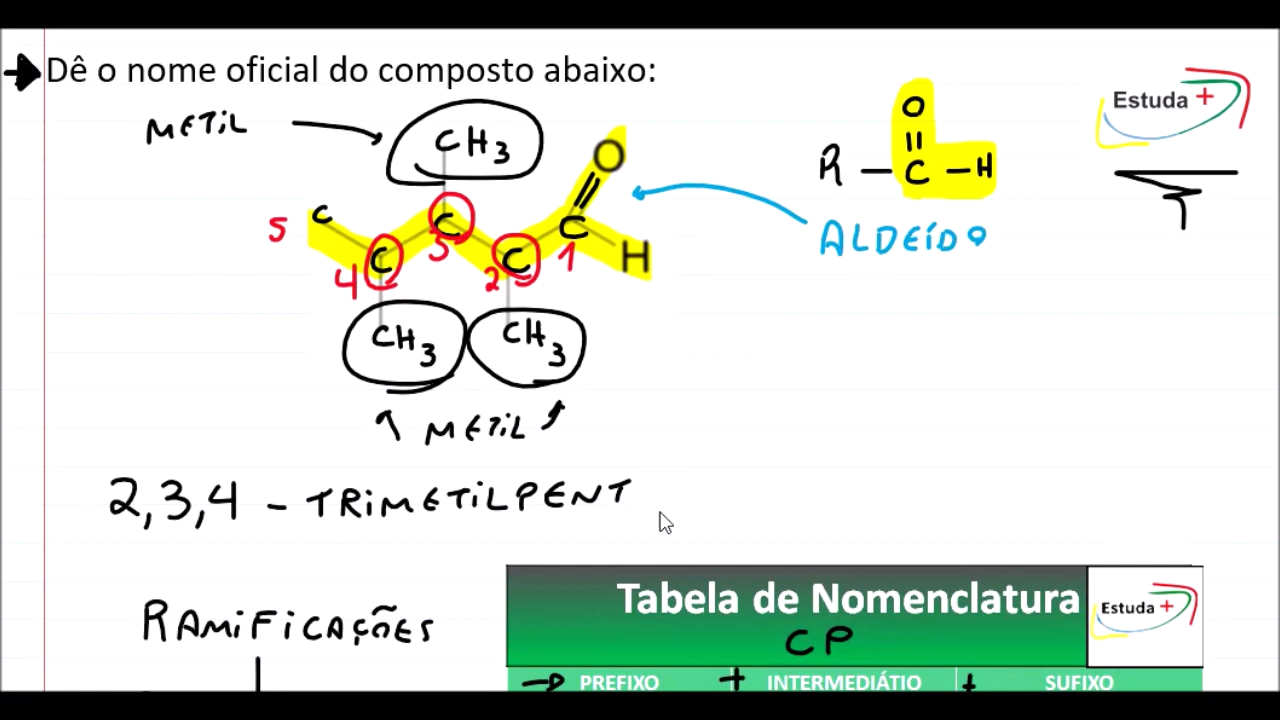 Dê o nome oficial do composto abaixo:
METIL
CH3
O
C
H
C
5
C
4
C
3
C
2
1
CH3
CH3
METIL
O
R - C - H
ALDEÍDO
Estuda +
2,3,4 - TRIMETILPENT
RAMIFICAÇÕES
Tabela de Nomenclatura
CP
Estuda +
PREFIXO + INTERMEDIÁTIO + SUFIXO